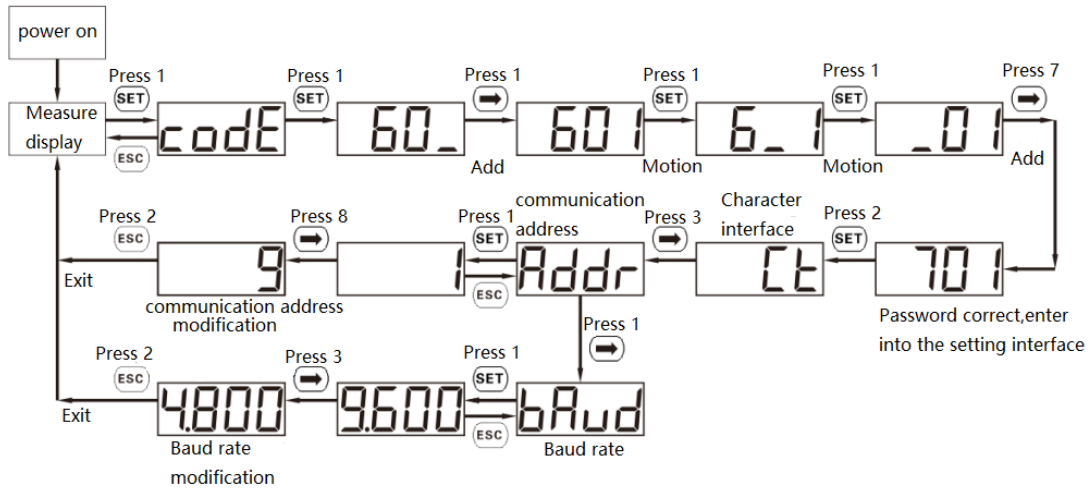 power on
Press 1
Press 1
Press 1
Press 1
Press 1
Press 7
SET
SET
SET
SET
Measure
display
codE
60_
601
6_1
_01
ESC
Add
Motion
Motion
Add
communication
address
Character
interface
Press 2
Press 8
Press 1
Press 3
Press 2
ESC
SET
SET
9
1
Addr
Ct
701
Exit
ESC
communication address
modification
Press 1
Password correct,enter
into the setting interface
Press 2
Press 3
Press 1
ESC
SET
4.800
9.600
bAud
Exit
ESC
Baud rate
modification
Baud rate